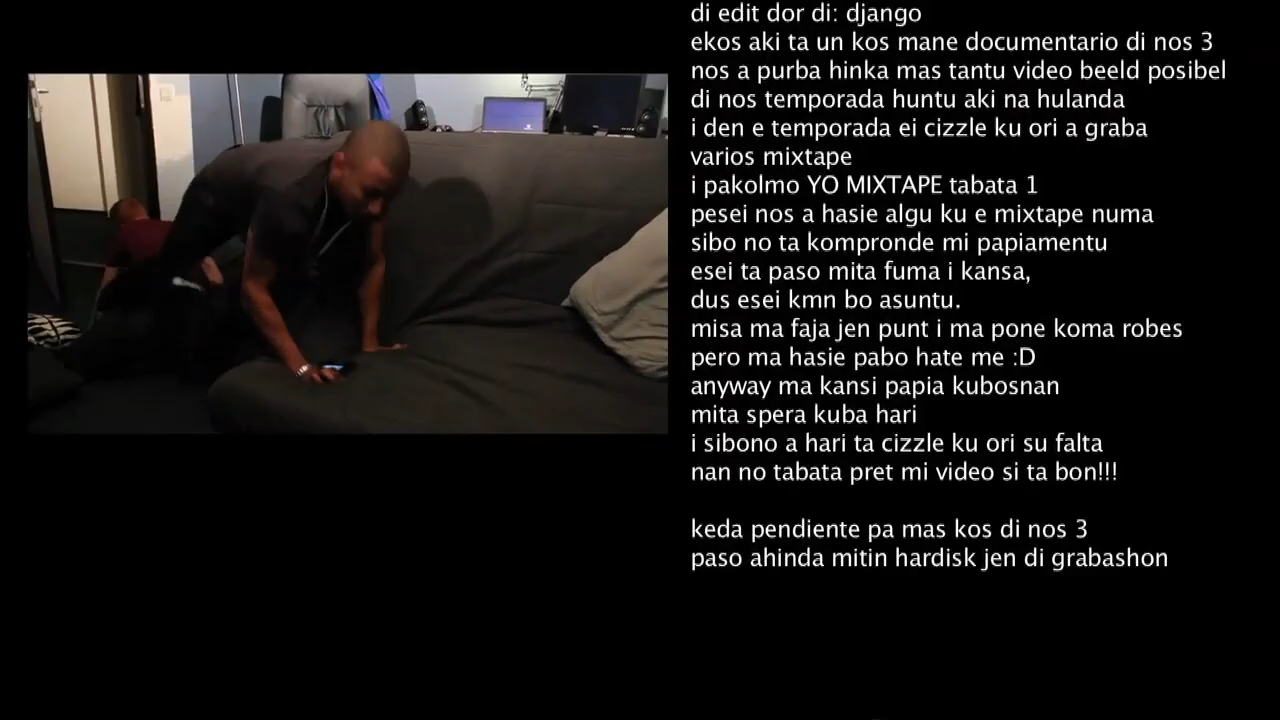 di edit dor di: django
ekos aki ta un kos mane documentario di nos 3
nos a purba hinka mas tantu video beeld posibel
di nos temporada huntu aki na hulanda
i den e temporada ei cizzle ku ori a graba
varios mixtape
i pakolmo YO MIXTAPE tabata 1
pesei nos a hasie algu ku e mixtape numa
sibo no ta kompronde mi papiamentu
esei ta paso mita fuma i kansa,
dus esei kmn bo asuntu.
misa ma faja jen punt i ma pone koma robes
pero ma hasie pabo hate me :D
anyway ma kansi papia kubosnan
mita spera kuba hari
i sibono a hari ta cizzle ku ori su falta
nan no tabata pret mi video si ta bon!!!
keda pendiente pa mas kos di nos 3
paso ahinda mitin hardisk jen di grabashon